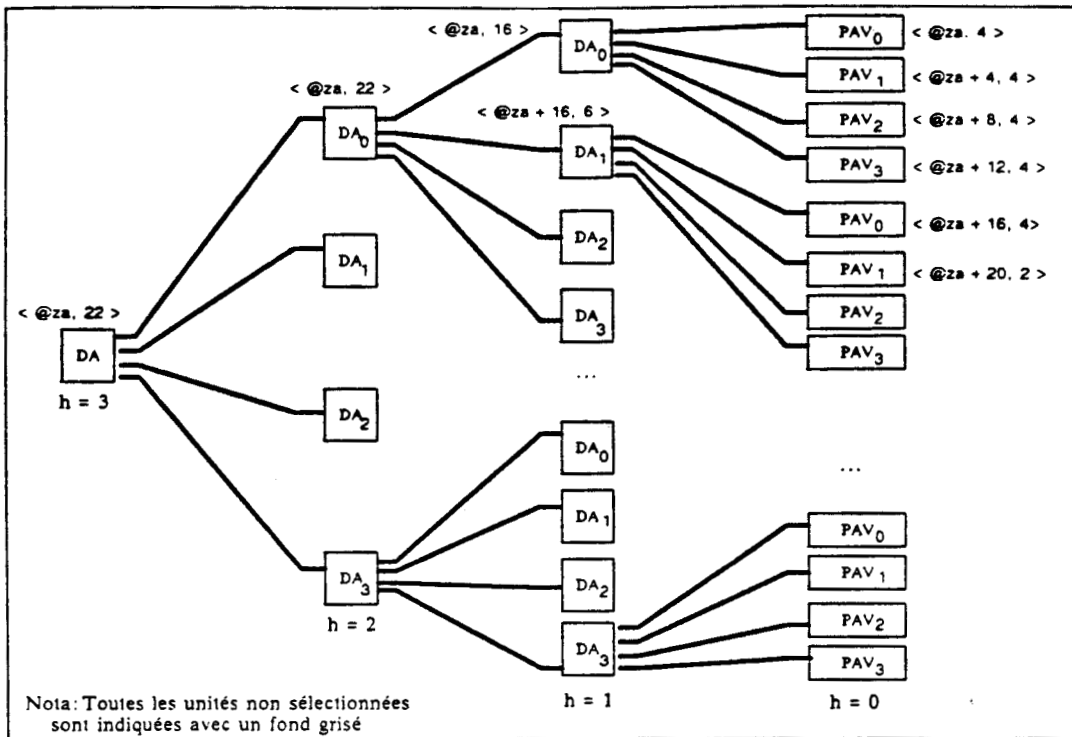 < @za, 16 >
DA0
PAV0
< @za. 4 >
PAV1
< @za + 4, 4 >
< @za, 22 >
DA0
< @za + 16, 6 >
DA1
PAV2
< @za + 8, 4 >
PAV3
< @za + 12, 4 >
PAV0
< @za + 16, 4>
DA1
DA2
PAV1
< @za + 20, 2 >
< @za, 22 >
DA
h = 3
DA3
PAV2
PAV3
...
DA2
DA0
...
DA1
PAV0
DA3
h = 2
DA2
PAV1
PAV2
DA3
PAV3
h = 1
h = 0
Nota: Toutes les unités non sélectionnées
sont indiquées avec un fond grisé